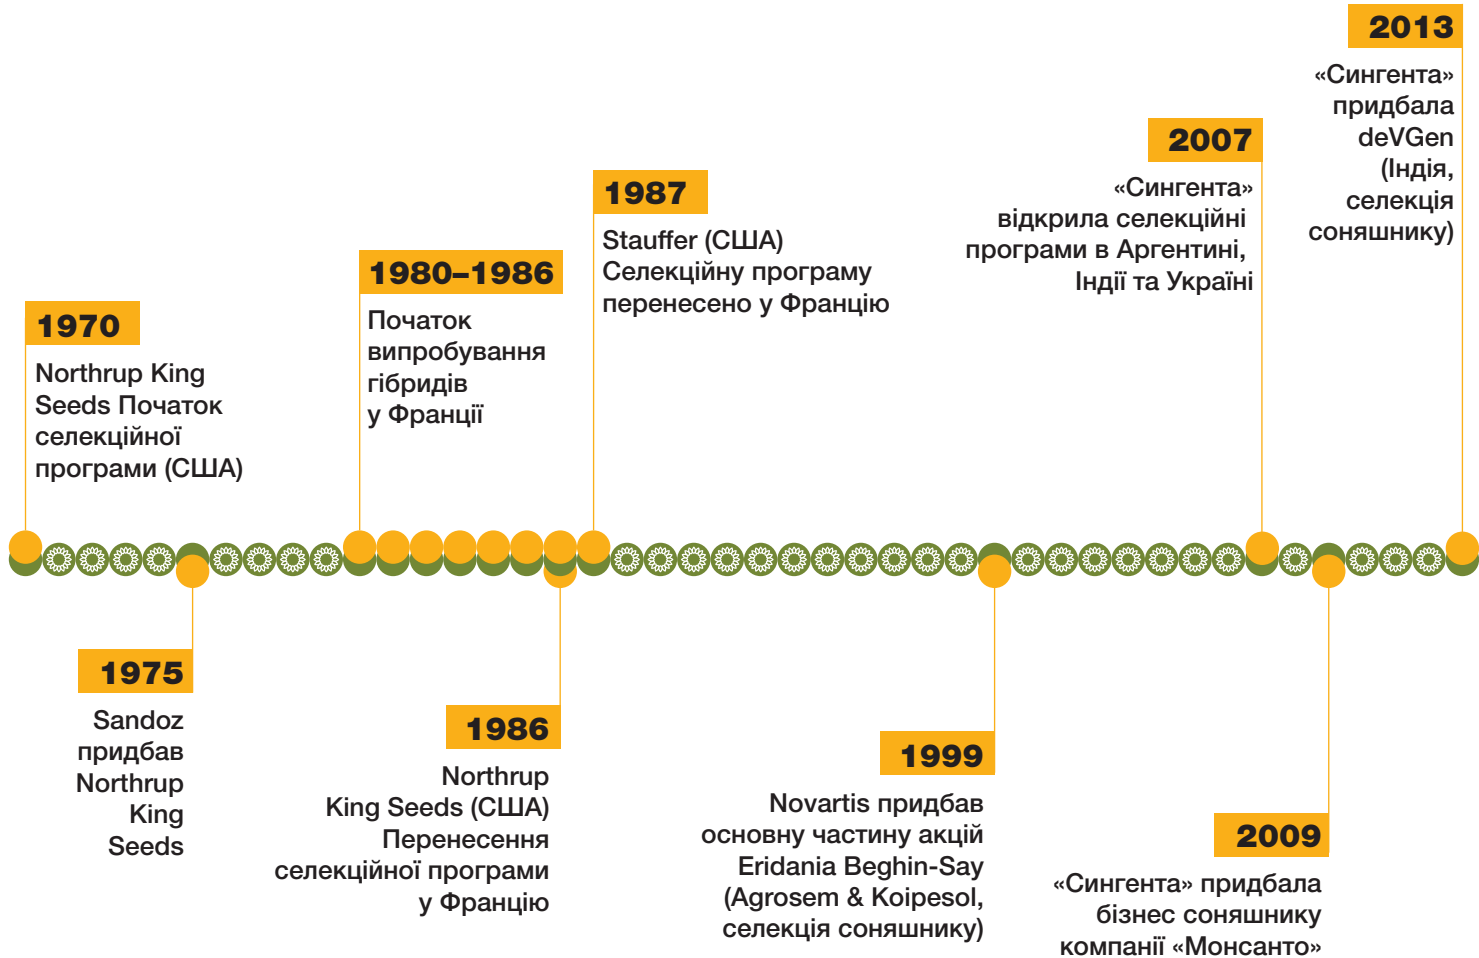 1970
Northrup King
Seeds Початок
селекційної
програми (США)
1975
Sandoz
придбав
Northrup
King
Seeds
1980–1986
Початок
випробування
гібридів
у Франції
1986
Northrup
King Seeds (США)
Перенесення
селекційної програми
у Францію
1987
Stauffer (США)
Селекційну програму
перенесено у Францію
1999
Novartis придбав
основну частину акцій
Eridania Beghin-Say
(Agrosem & Koipesol,
селекція соняшнику)
2007
«Сингента»
відкрила селекційні
програми в Аргентині,
Індії та Україні
2009
«Сингента» придбала
бізнес соняшнику
компанії «Монсанто»
2013
«Сингента»
придбала
deVGen
(Індія,
селекція
соняшнику)